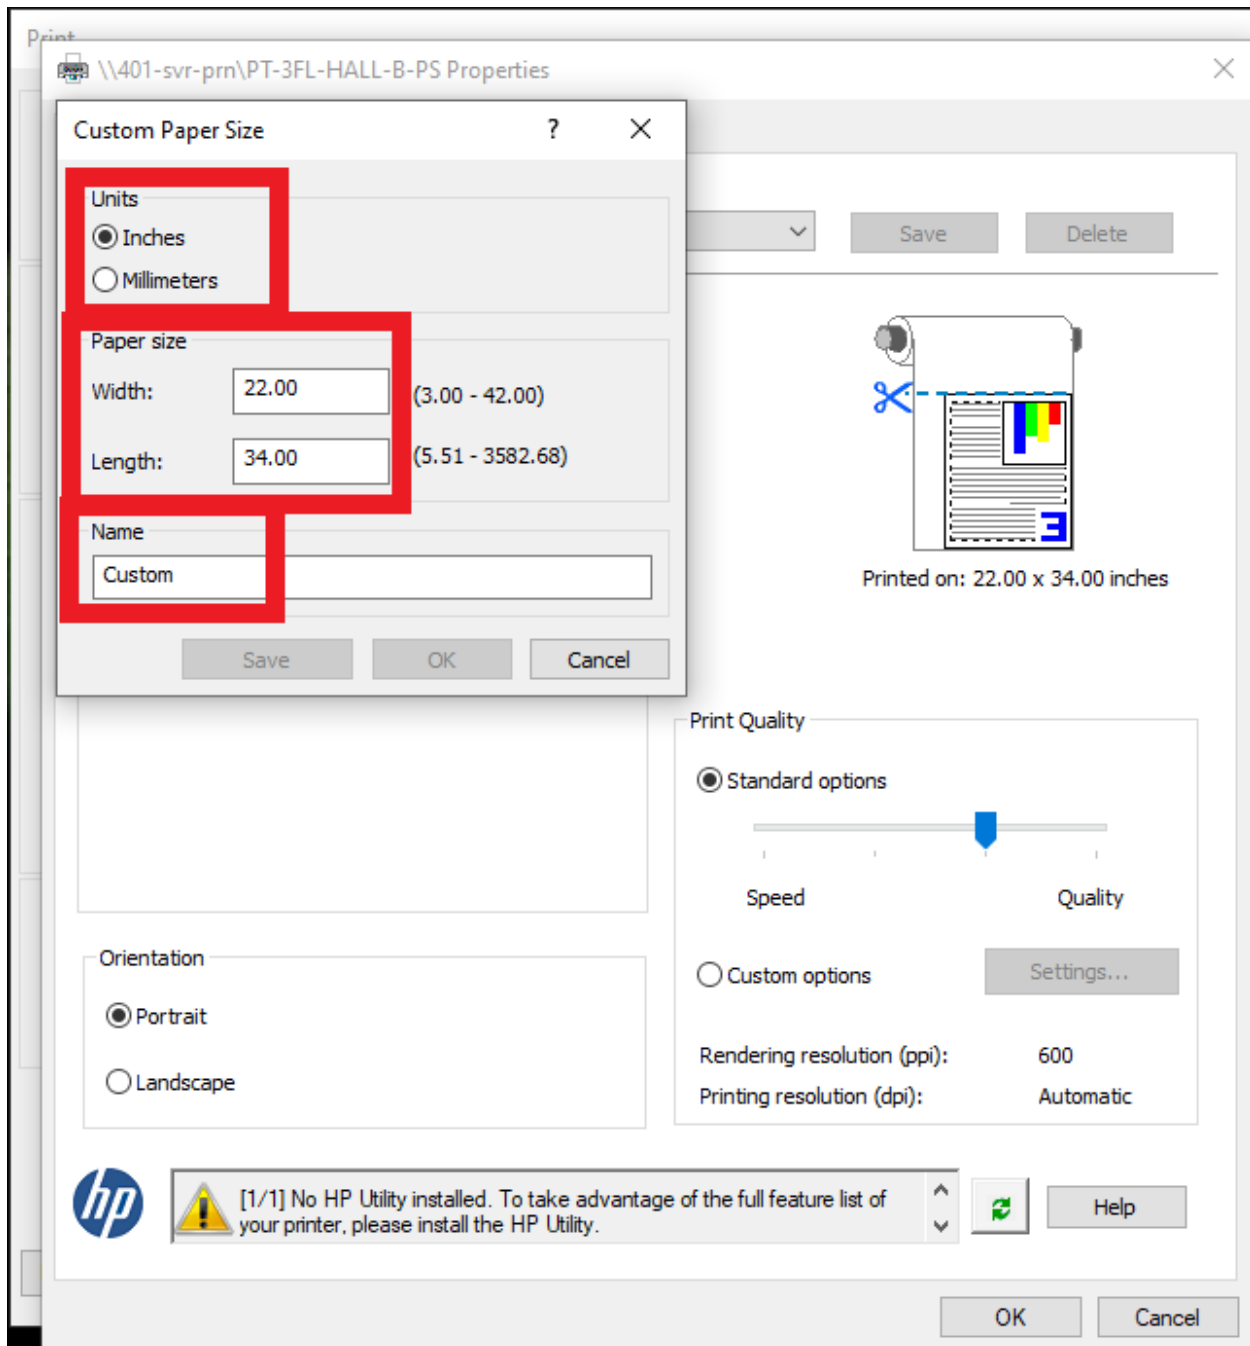 Print
\\401-svr-prn\PT-3FL-HALL-B-PS Properties
Custom Paper Size
?
Units
Inches
Millimeters
Save
Delete
Paper size
Width:
22.00
(3.00 - 42.00)
Length:
34.00
(5.51 - 3582.68)
Name
Custom
Printed on: 22.00 x 34.00 inches
Save
OK
Cancel
Print Quality
Standard options
Speed
Quality
Custom options
Settings...
Orientation
Portrait
Landscape
Rendering resolution (ppi):
600
Printing resolution (dpi):
Automatic
hp
[1/1] No HP Utility installed. To take advantage of the full feature list of
your printer, please install the HP Utility.
Help
OK
Cancel